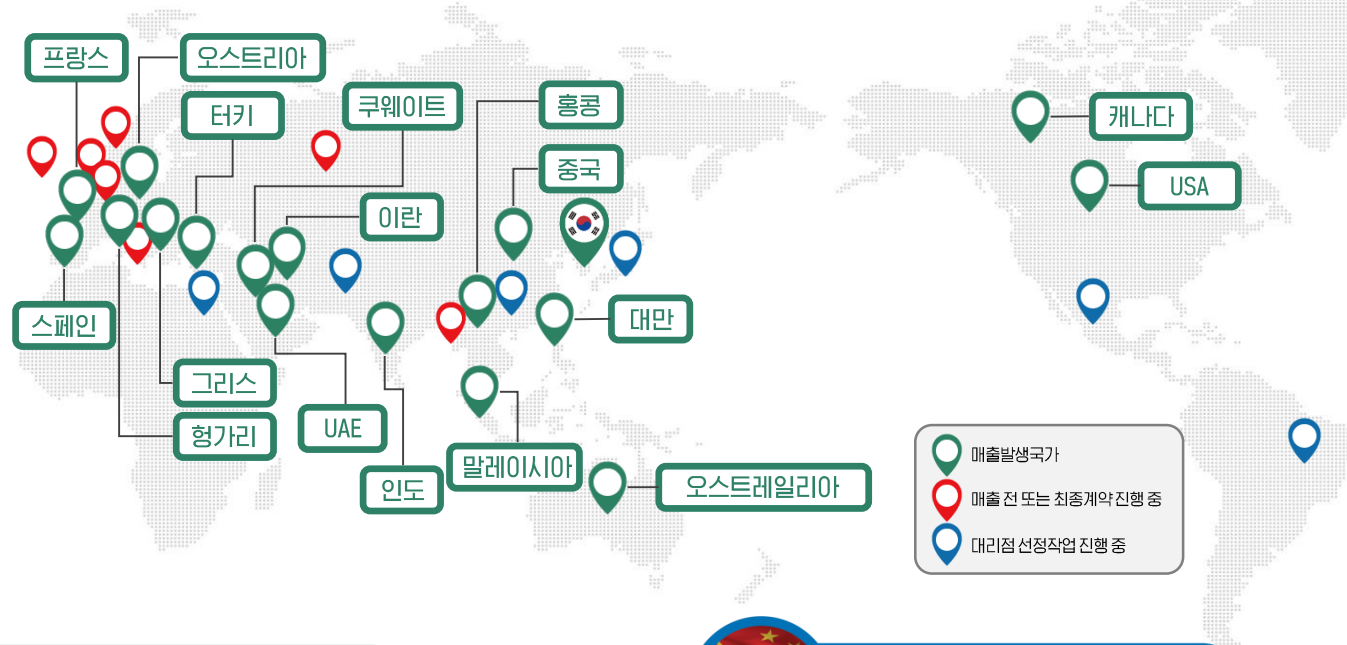 프랑스
오스트리아
터키
쿠웨이트
홍콩
캐나다
중국
USA
이란
스페인
대만
그리스
UAE
헝가리
말레이시아
인도
오스트레일리아
매출발생국가
매출 전 또는 최종계약 진행 중
대리점 선정작업 진행 중